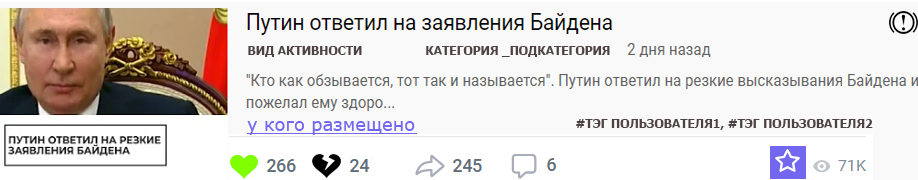 Путин ответил на заявления Байдена
ВИД АКТИВНОСТИ КАТЕГОРИЯ _ПОДКАТЕГОРИЯ 2 дня назад
"Кто как обзывается, тот так и называется". Путин ответил на резкие высказывания Байдена и
пожелал ему здоро...
у кого размещено #ТЭГ ПОЛЬЗОВАТЕЛЯ1, #ТЭГ ПОЛЬЗОВАТЕЛЯ2
ПУТИН ОТВЕТИЛ НА РЕЗКИЕ
ЗАЯВЛЕНИЯ БАЙДЕНА
266 24 245 6 71K